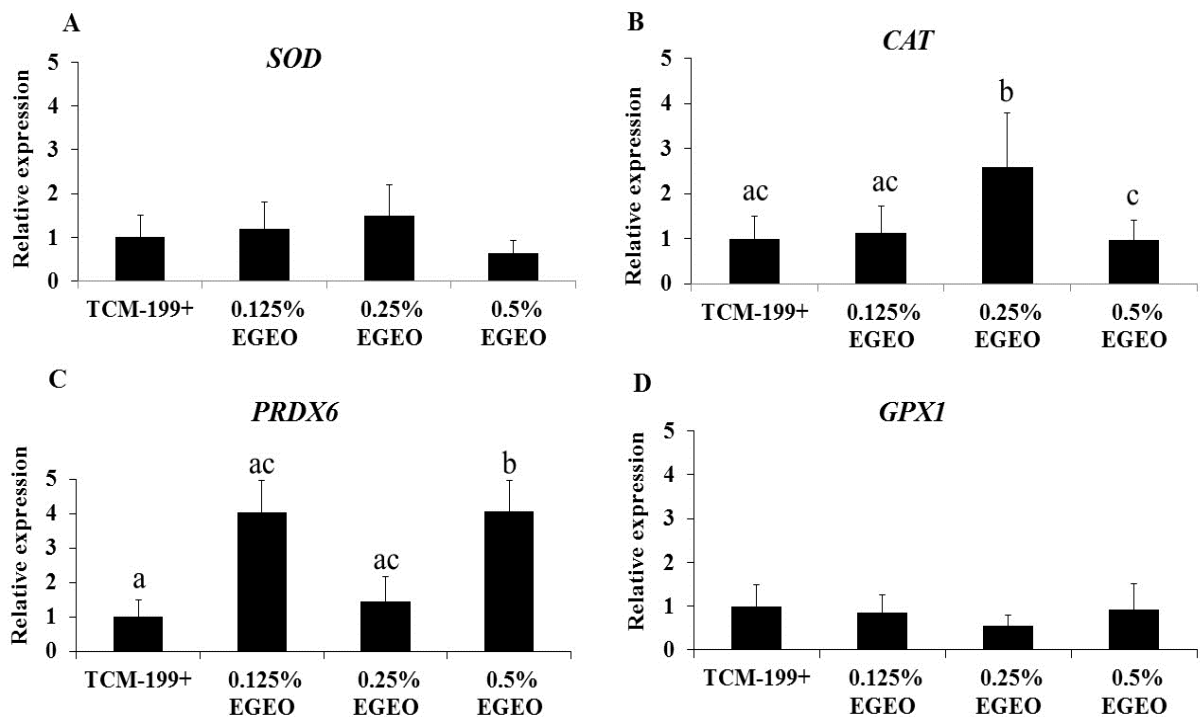 A
SOD
Relative expression
5
4
3
2
1
0
TCM-199+
0.125%
EGEO
0.25%
EGEO
0.5%
EGEO
B
CAT
Relative expression
5
4
3
2
1
0
ac
ac
b
c
TCM-199+
0.125%
EGEO
0.25%
EGEO
0.5%
EGEO
C
PRDX6
Relative expression
5
4
3
2
1
0
a
ac
ac
b
TCM-199+
0.125%
EGEO
0.25%
EGEO
0.5%
EGEO
D
GPX1
Relative expression
5
4
3
2
1
0
TCM-199+
0.125%
EGEO
0.25%
EGEO
0.5%
EGEO